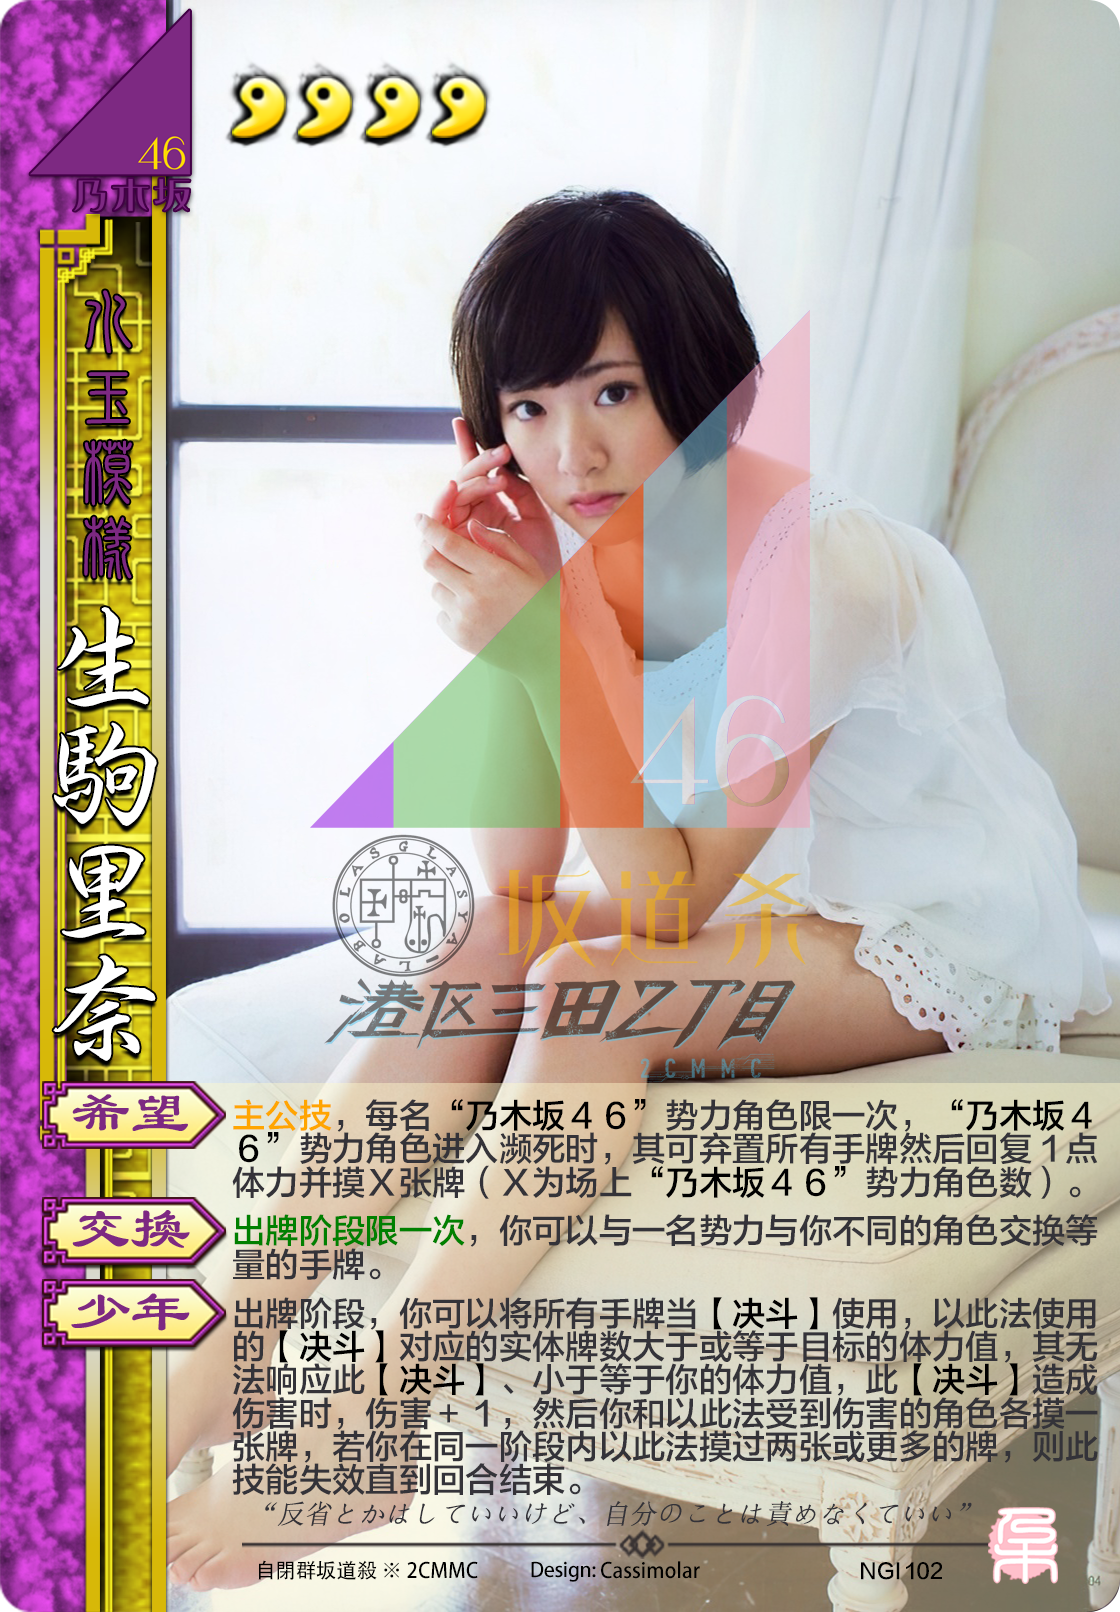 46
乃木坂
水玉模様
生駒里奈
46
GLASYA-LABOLAS
坂道杀
港区三田乙丁目
2CMMC
希望
主公技，每名“乃木坂４６”势力角色限一次，“乃木坂４
６”势力角色进入濒死时，其可弃置所有手牌然后回复１点
体力并摸Ｘ张牌（Ｘ为场上“乃木坂４６”势力角色数）。
交換
出牌阶段限一次，你可以与一名势力与你不同的角色交换等
量的手牌。
少年
出牌阶段，你可以将所有手牌当【决斗】使用，以此法使用
的【决斗】对应的实体牌数大于或等于目标的体力值，其无
法响应此【决斗】、小于等于你的体力值，此【决斗】造成
伤害时，伤害＋１，然后你和以此法受到伤害的角色各摸一
张牌，若你在同一阶段内以此法摸过两张或更多的牌，则此
技能失效直到回合结束。
“反省とかはしていいけど、自分のことは責めなくていい”
自閉群坂道殺 ※ 2CMMC Design: Cassimolar NGI102
04